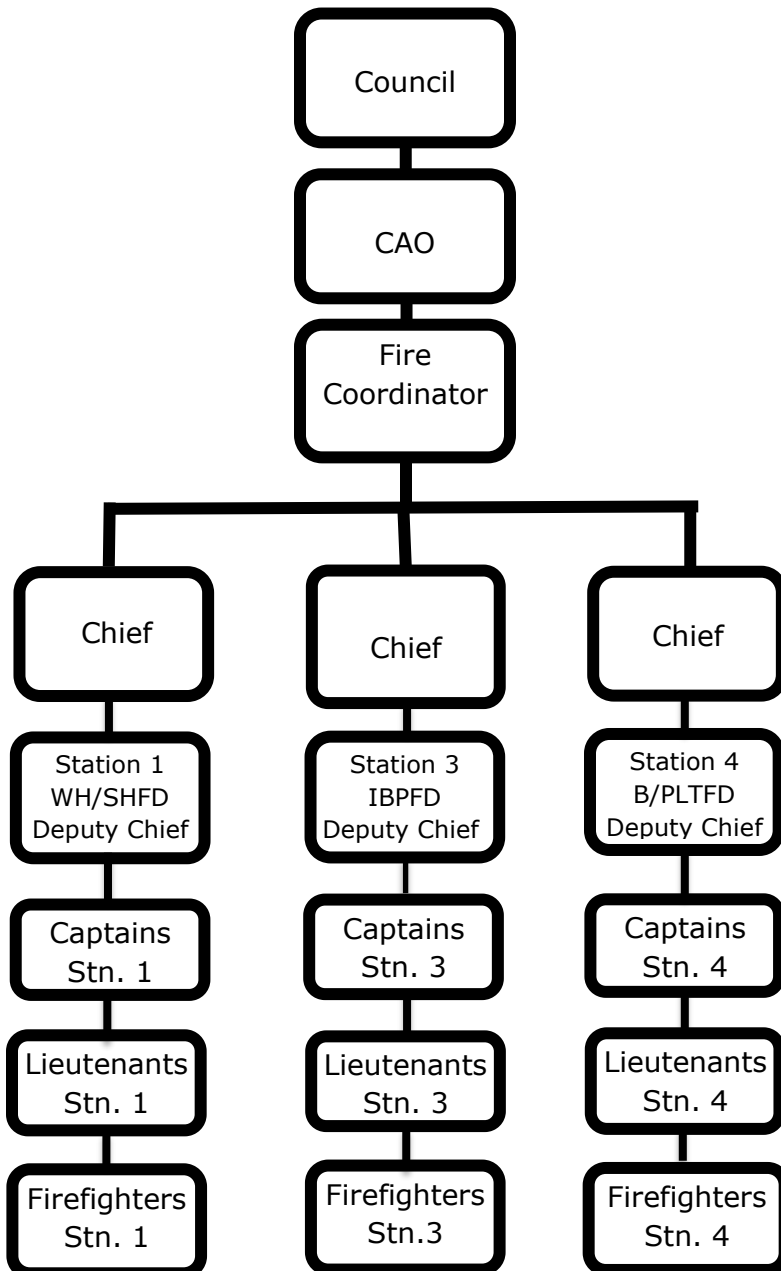 Council
CAO
Fire
Coordinator
Chief
Chief
Chief
Station 1
WH/SHFD
Deputy Chief
Station 3
IBPFD
Deputy Chief
Station 4
B/PLTFD
Deputy Chief
Captains
Stn. 1
Captains
Stn. 3
Captains
Stn. 4
Lieutenants
Stn. 1
Lieutenants
Stn. 3
Lieutenants
Stn. 4
Firefighters
Stn. 1
Firefighters
Stn.3
Firefighters
Stn. 4